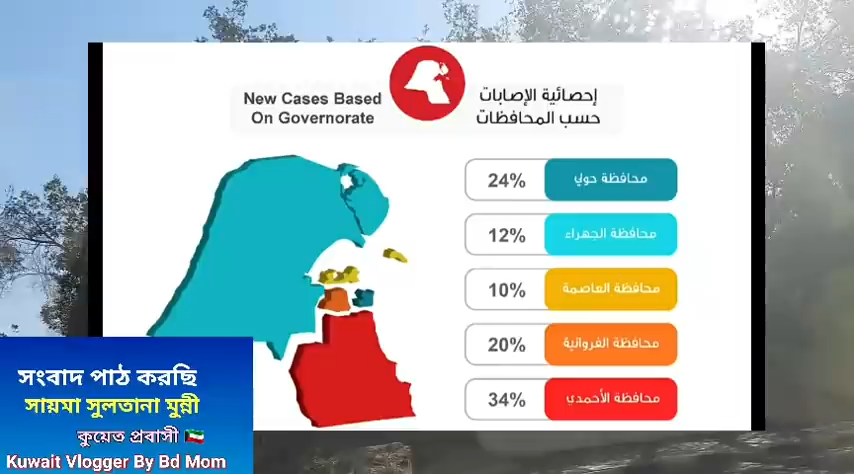 New Cases Based
On Governorate
إحصائية الإصابات
حسب المحافظات
24% محافظة حولي
12% محافظة الجهراء
10% محافظة العاصمة
20% محافظة الفروانية
34% محافظة الأحمدي
সংবাদ পাঠ করছি
সায়মা সুলতানা মুন্নী
কুয়েত প্রবাসী 🇰🇼
Kuwait Vlogger By Bd Mom